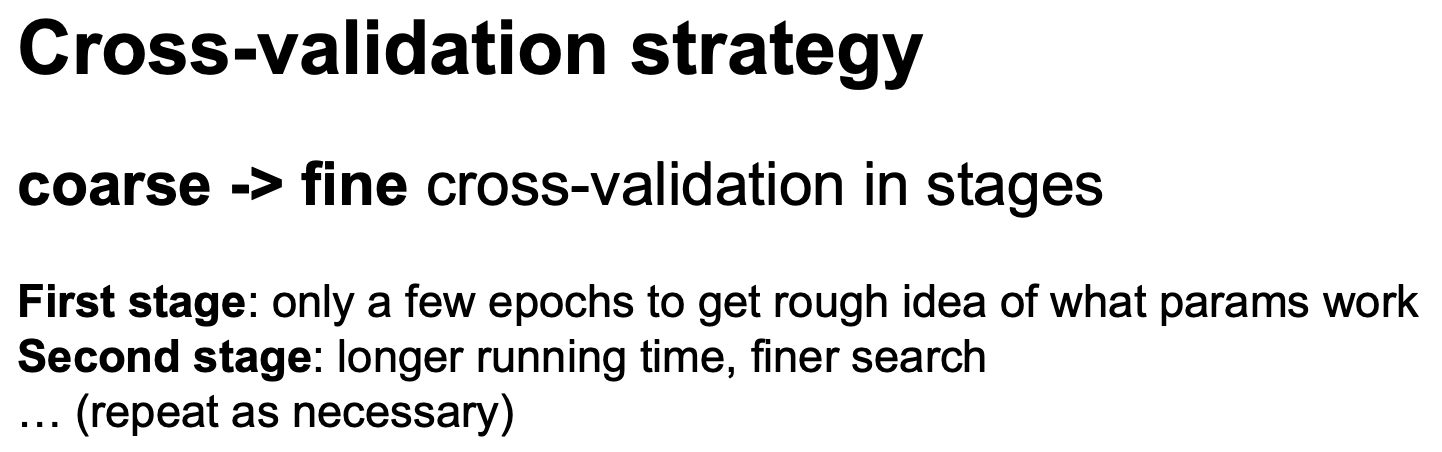 Cross-validation strategy
coarse -> fine cross-validation in stages
First stage: only a few epochs to get rough idea of what params work
Second stage: longer running time, finer search
… (repeat as necessary)